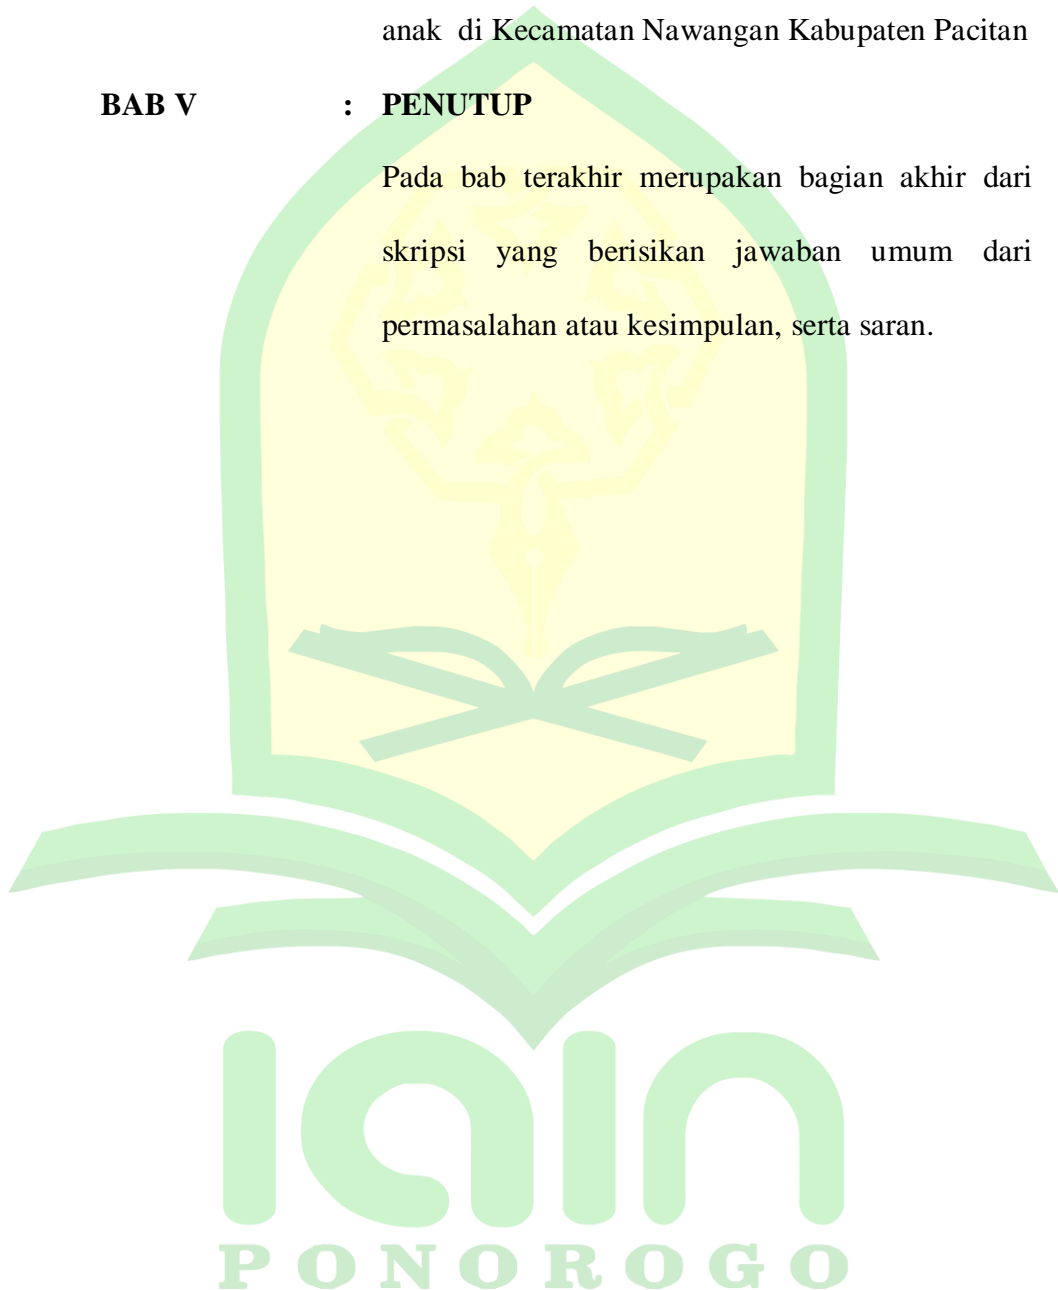 anak di Kecamatan Nawangan Kabupaten Pacitan
BAB V : PENUTUP
Pada bab terakhir merupakan bagian akhir dari
skripsi yang berisikan jawaban umum dari
permasalahan atau kesimpulan, serta saran.
iain
PONOROGO